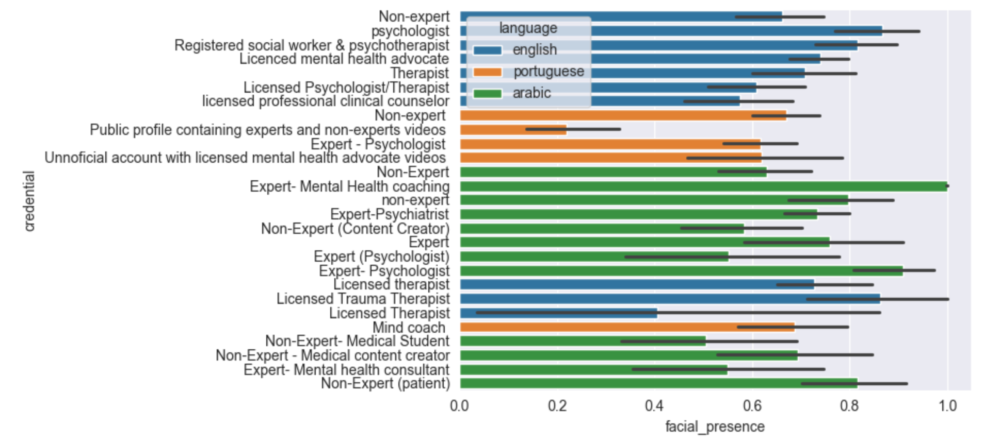 Non-expert
psychologist
Registered social worker & psychotherapist
Licenced mental health advocate
Therapist
Licensed Psychologist/Therapist
licensed professional clinical counselor
Non-expert
Public profile containing experts and non-experts videos
Expert - Psychologist
Unnoficial account with licensed mental health advocate videos
Non-Expert
Expert- Mental Health coaching
non-expert
Expert-Psychiatrist
Non-Expert (Content Creator)
Expert
Expert (Psychologist)
Expert- Psychologist
Licensed therapist
Licensed Trauma Therapist
Licensed Therapist
Mind coach
Non-Expert- Medical Student
Non-Expert - Medical content creator
Expert- Mental health consultant
Non-Expert (patient)
credential
language
english
portuguese
arabic
0.0 0.2 0.4 0.6 0.8 1.0
facial_presence